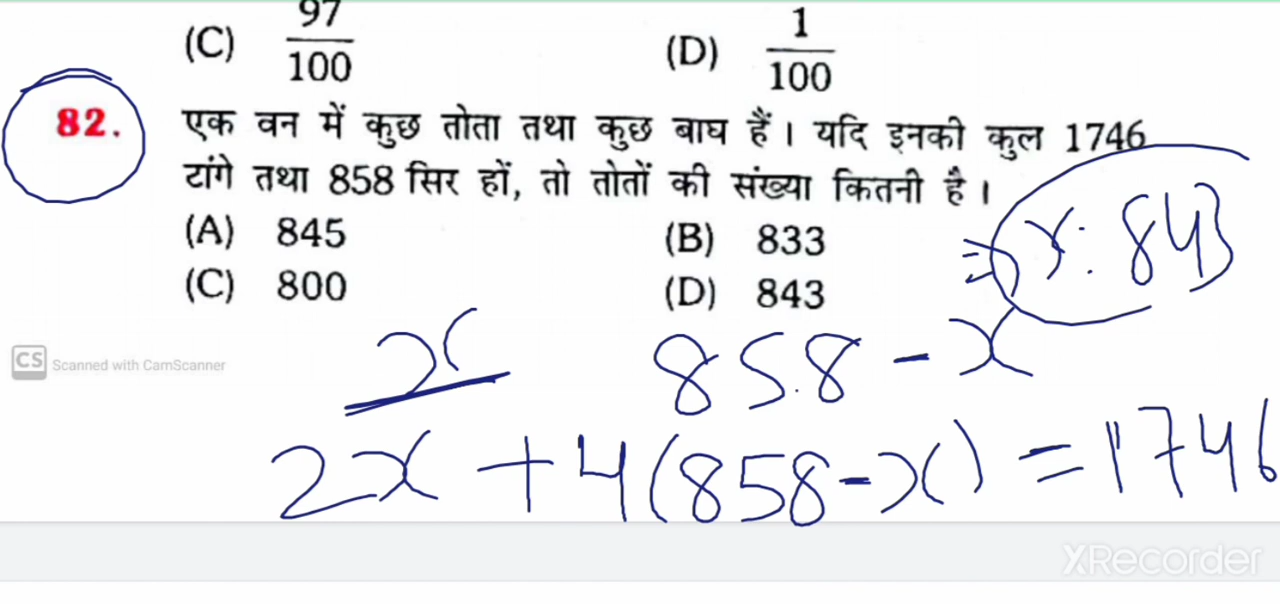 (C) 97/100 (D) 1/100
82. एक वन में कुछ तोता तथा कुछ बाघ हैं। यदि इनकी कुल 1746
टांगे तथा 858 सिर हों, तो तोतों की संख्या कितनी है।
(A) 845 (B) 833
(C) 800 (D) 843
x: 843
CS Scanned with CamScanner
x 858 - x
2x + 4(858-x) = 1746
XRecorder